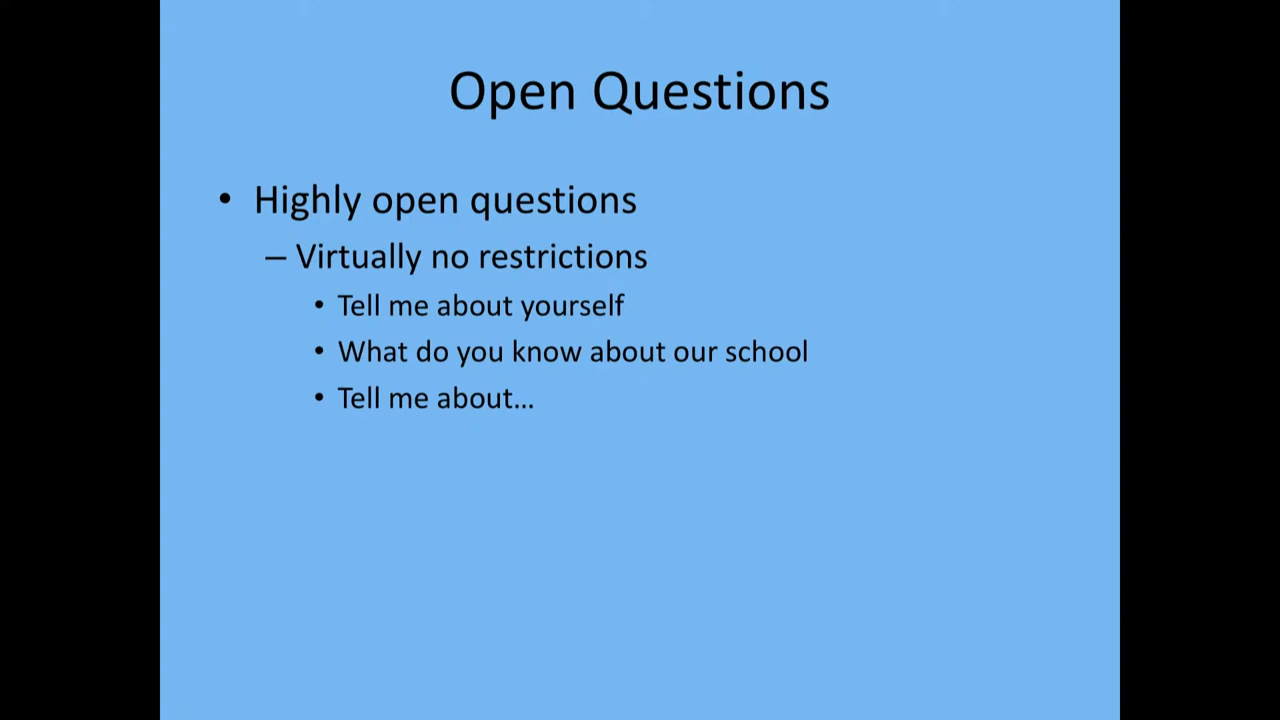 Open Questions
• Highly open questions
– Virtually no restrictions
• Tell me about yourself
• What do you know about our school
• Tell me about…